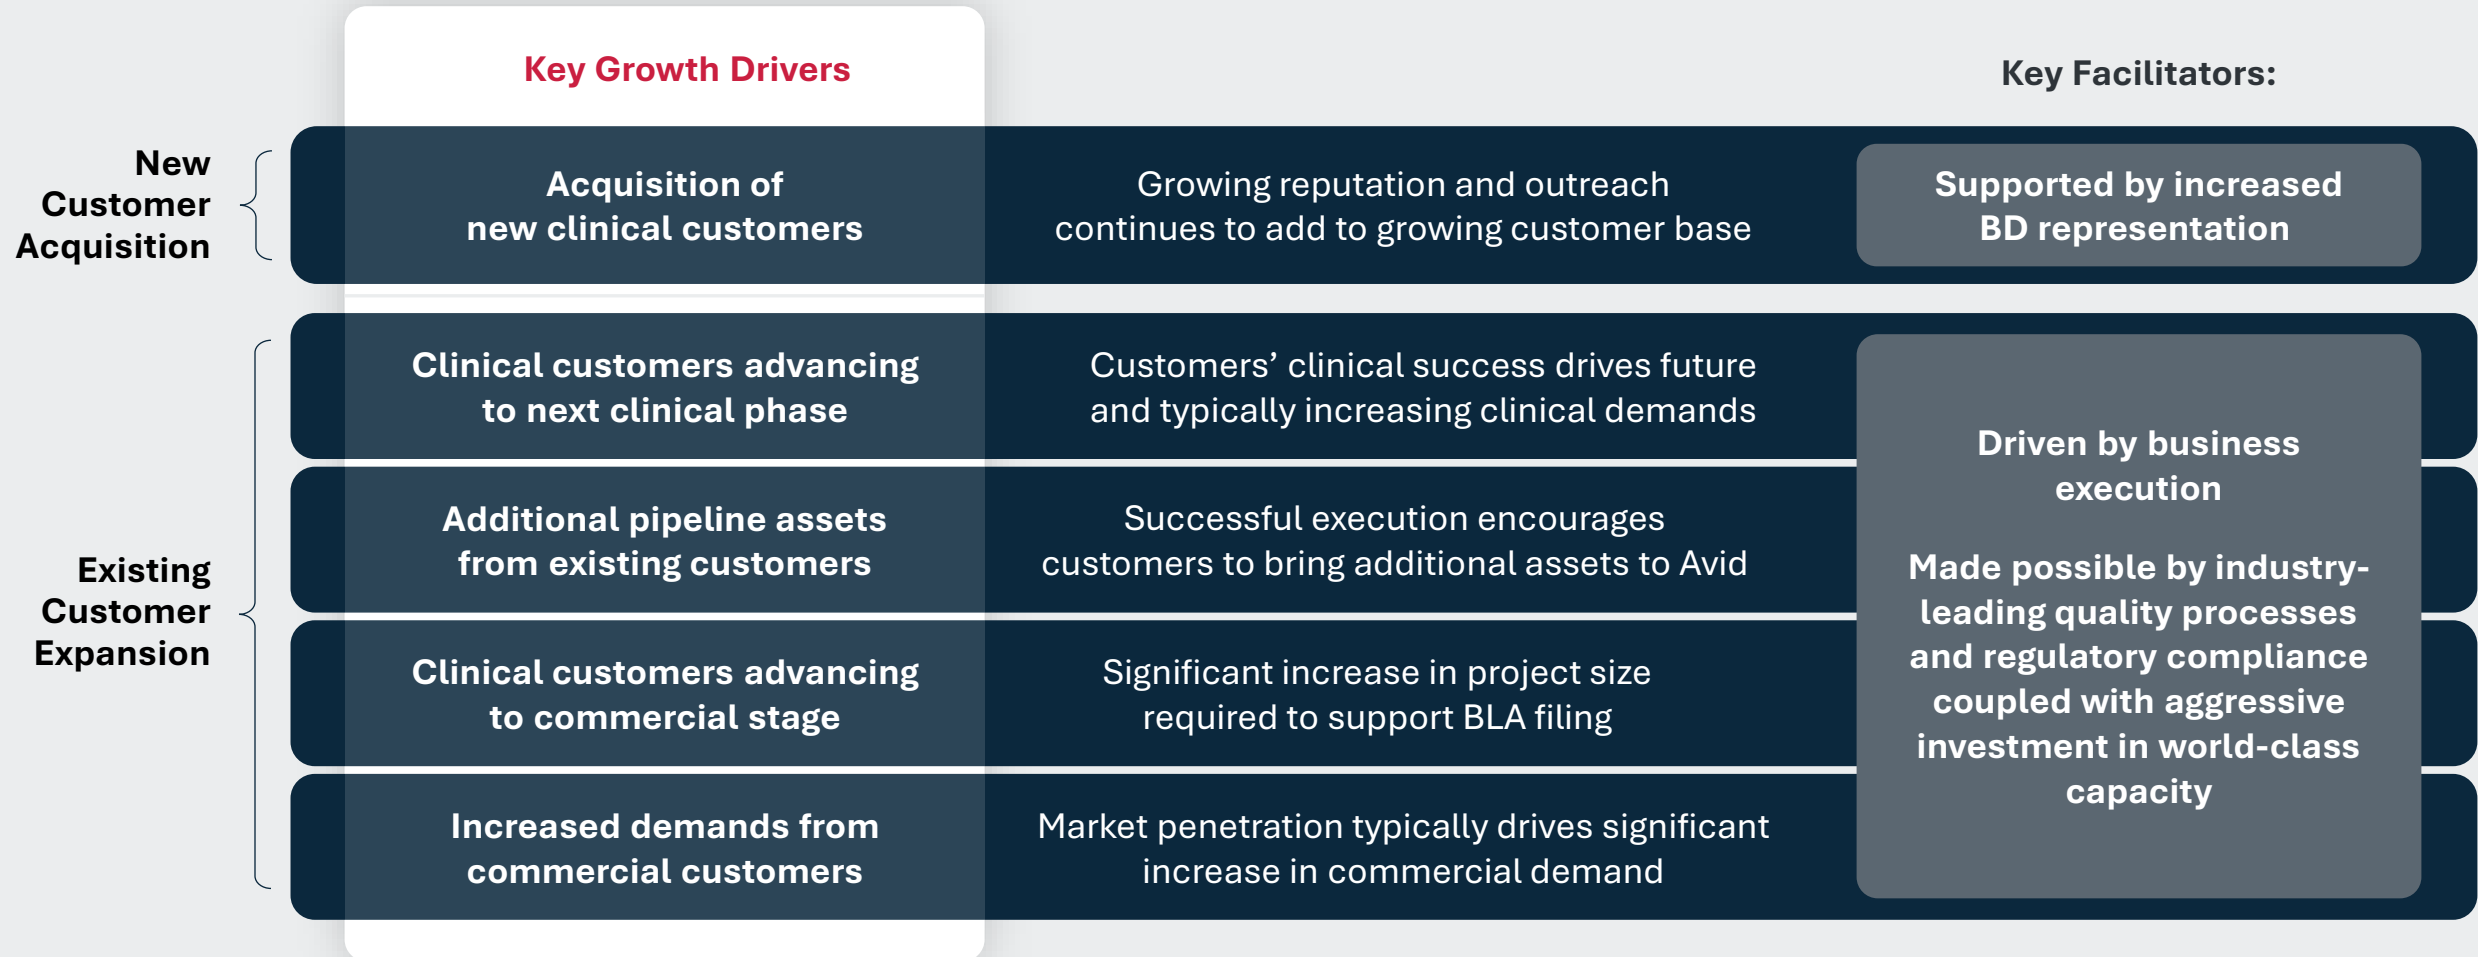 Key Growth Drivers
Key Facilitators:
New
Customer
Acquisition
Acquisition of
new clinical customers
Growing reputation and outreach
continues to add to growing customer base
Supported by increased
BD representation
Existing
Customer
Expansion
Clinical customers advancing
to next clinical phase
Customers’ clinical success drives future
and typically increasing clinical demands
Additional pipeline assets
from existing customers
Successful execution encourages
customers to bring additional assets to Avid
Clinical customers advancing
to commercial stage
Significant increase in project size
required to support BLA filing
Increased demands from
commercial customers
Market penetration typically drives significant
increase in commercial demand
Driven by business
execution
Made possible by industry-
leading quality processes
and regulatory compliance
coupled with aggressive
investment in world-class
capacity